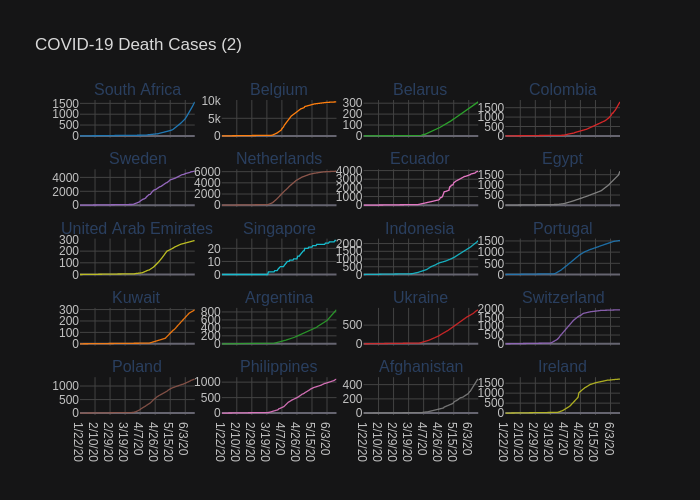 COVID-19 Death Cases (2)
South Africa Belgium Belarus Colombia
1500 10k 300 1500
1000 5k 200 1000
500 0 100 500
0 0 0
Sweden Netherlands Ecuador Egypt
4000 6000 4000 1500
2000 4000 3000 1000
0 2000 2000 500
0 1000 0
0
United Arab Emirates Singapore Indonesia Portugal
300 20 2000 1500
200 10 1500 1000
100 0 1000 500
0 500 0
0
Kuwait Argentina Ukraine Switzerland
300 800 500 2000
200 600 0 1500
100 400 1000
0 200 500
0 0
Poland Philippines Afghanistan Ireland
1000 1000 400 1500
500 500 200 1000
0 0 0 500
0
1/22/20 2/10/20 2/29/20 3/19/20 4/7/20 4/26/20 5/15/20 6/3/20 1/22/20 2/10/20 2/29/20 3/19/20 4/7/20 4/26/20 5/15/20 6/3/20 1/22/20 2/10/20 2/29/20 3/19/20 4/7/20 4/26/20 5/15/20 6/3/20 1/22/20 2/10/20 2/29/20 3/19/20 4/7/20 4/26/20 5/15/20 6/3/20